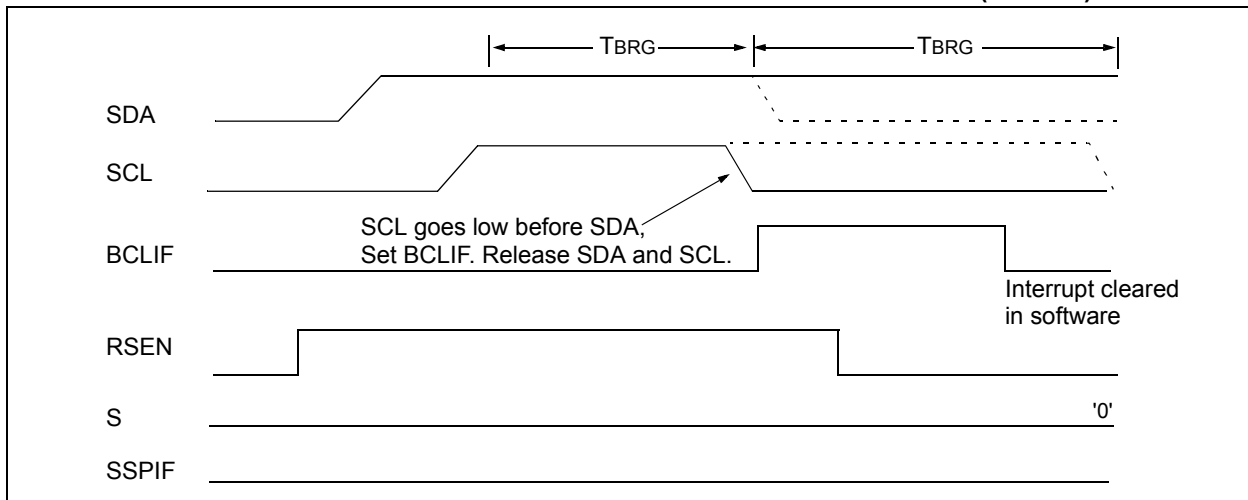 TBRG TBRG
SDA
SCL
SCL goes low before SDA,
Set BCLIF. Release SDA and SCL.
BCLIF
Interrupt cleared
in software
RSEN
S '0'
SSPIF